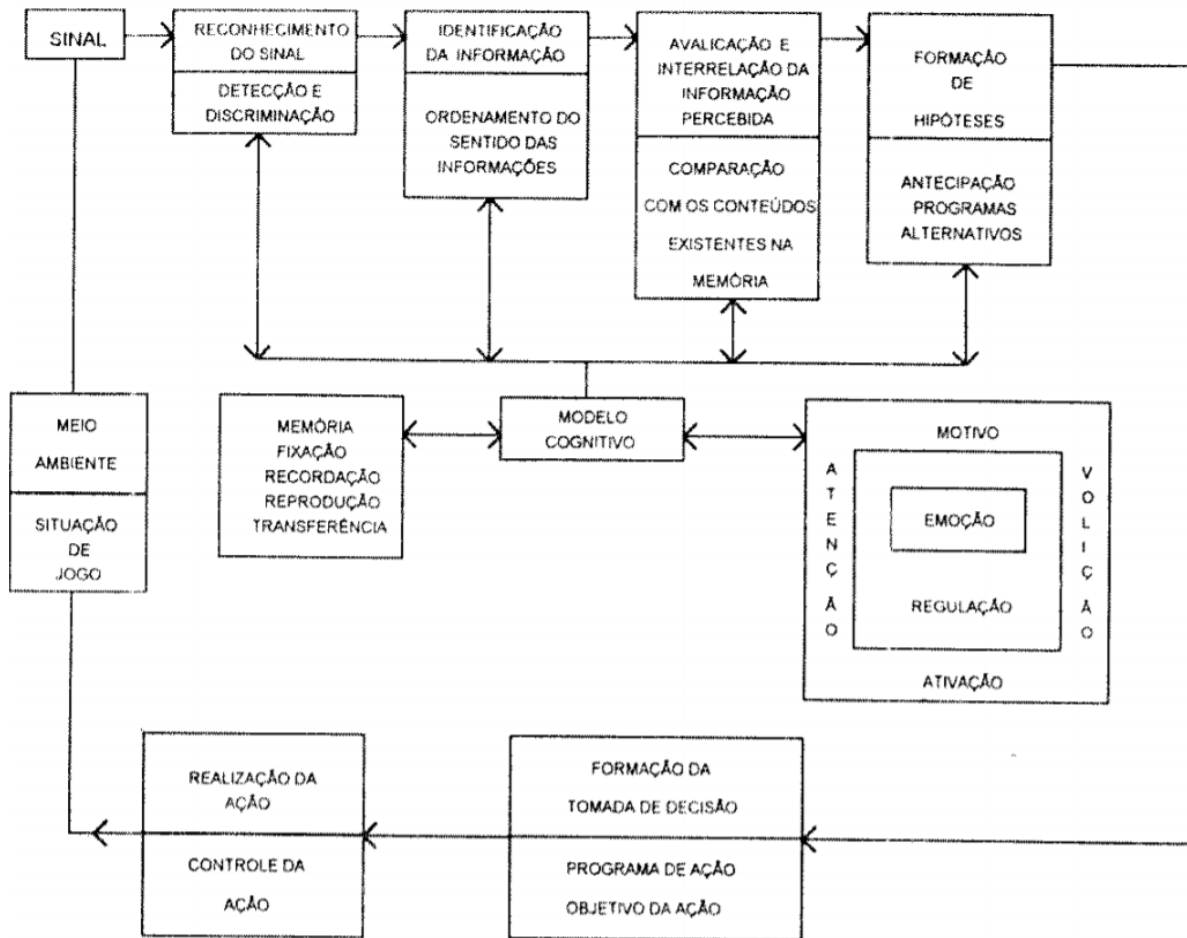 SINAL
RECONHECIMENTO
DO SINAL
DETECÇÃO E
DISCRIMINAÇÃO
IDENTIFICAÇÃO
DA INFORMAÇÃO
ORDENAMENTO DO
SENTIDO DAS
INFORMAÇÕES
AVALICAÇÃO E
INTERRELAÇÃO DA
INFORMAÇÃO
PERCEBIDA
COMPARAÇÃO
COM OS CONTEÚDOS
EXISTENTES NA
MEMÓRIA
FORMAÇÃO
DE
HIPÓTESES
ANTECIPAÇÃO
PROGRAMAS
ALTERNATIVOS
MEIO
AMBIENTE
SITUAÇÃO
DE
JOGO
MEMÓRIA
FIXAÇÃO
RECORDAÇÃO
REPRODUÇÃO
TRANSFERÊNCIA
MODELO
COGNITIVO
MOTIVO
ATENÇÃO
EMOÇÃO
REGULAÇÃO
VOLIÇÃO
ATIVAÇÃO
REALIZAÇÃO DA
AÇÃO
CONTROLE DA
AÇÃO
FORMAÇÃO DA
TOMADA DE DECISÃO
PROGRAMA DE AÇÃO
OBJETIVO DA AÇÃO